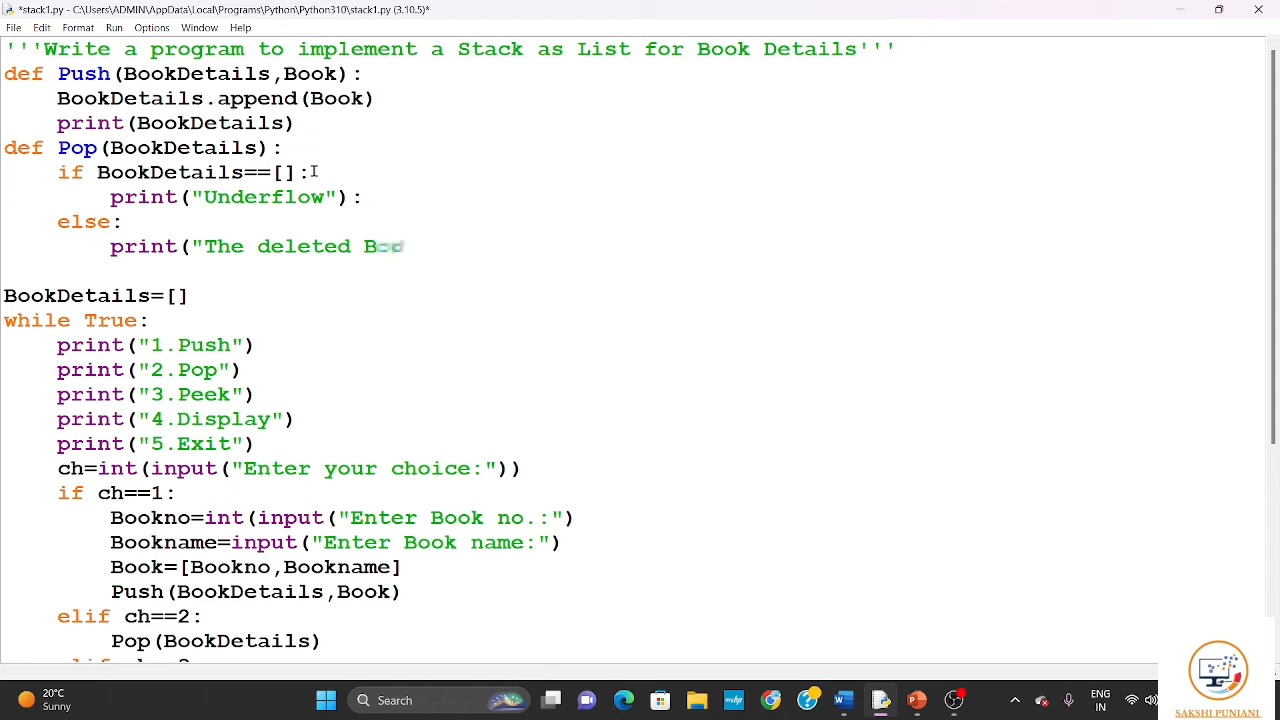 *stack1.py - C:\Users\ADMIN\AppData\Local\Programs\Python\Python310\stack1.py (3.10.5)*
File Edit Format Run Options Window Help
'''Write a program to implement a Stack as List for Book Details'''
def Push(BookDetails,Book):
    BookDetails.append(Book)
    print(BookDetails)
def Pop(BookDetails):
    if BookDetails==[]:
        print("Underflow"):
    else:
        print("The deleted
BookDetails=[]
while True:
    print("1.Push")
    print("2.Pop")
    print("3.Peek")
    print("4.Display")
    print("5.Exit")
    ch=int(input("Enter your choice:"))
    if ch==1:
        Bookno=int(input("Enter Book no.:")
        Bookname=input("Enter Book name:")
        Book=[Bookno,Bookname]
        Push(BookDetails,Book)
    elif ch==2:
        Pop(BookDetails)
SAKSHI PUNIANI
20°C
Sunny
Search
ENG
IN